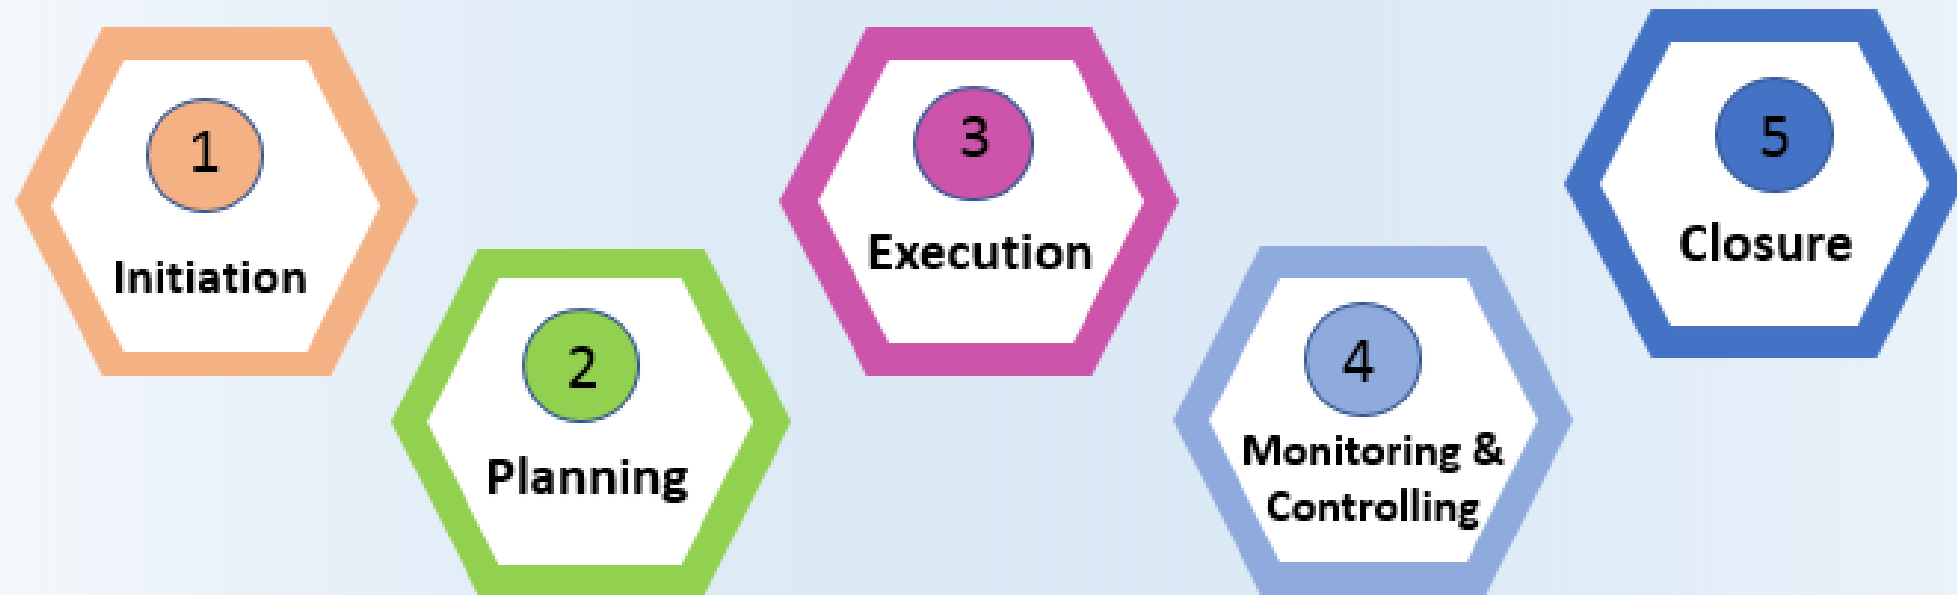 1
Initiation
2
Planning
3
Execution
4
Monitoring &
Controlling
5
Closure